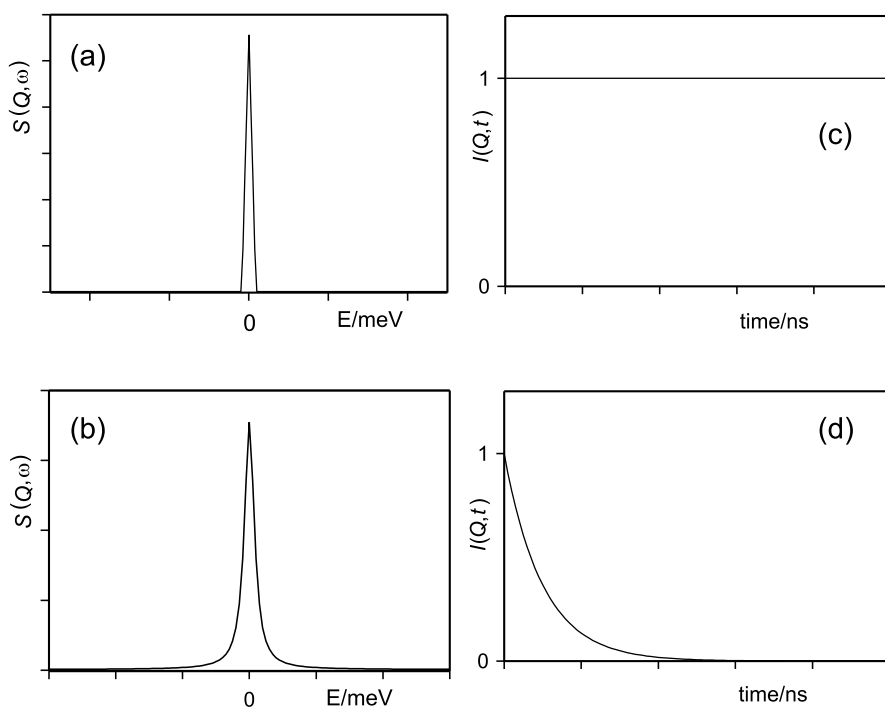 (a)
S(Q,ω)
0
E/meV
1
I(Q,t)
(c)
0
time/ns
(b)
S(Q,ω)
0
E/meV
(d)
1
I(Q,t)
0
time/ns